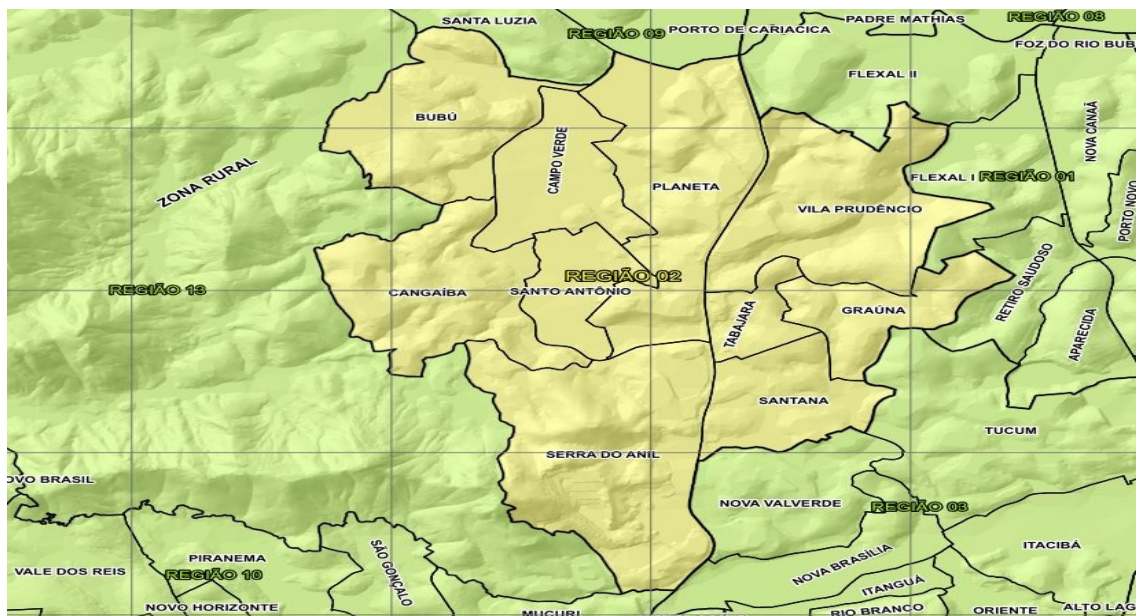 SANTA LUZIA
REGIÃO 09
PORTO DE CARIACICA
PADRE MATHIAS
REGIÃO 08
FOZ DO RIO BUB
FLEXAL II
BUBÚ
CAMPO VERDE
NOVA CANAÃ
ZONA RURAL
PLANETA
FLEXAL I
REGIÃO 01
VILA PRUDÊNCIO
PORTO NOVO
RETIRO SAUDOSO
REGIÃO 02
REGIÃO 13
CANGAÍBA
SANTO ANTÔNIO
TABAJARA
GRAÚNA
APARECIDA
SANTANA
TUCUM
SERRA DO ANIL
OVO BRASIL
NOVA VALVERDE
REGIÃO 03
ITACIBÁ
PIRANEMA
SÃO GONÇALO
NOVA BRASÍLIA
VALE DOS REIS
REGIÃO 10
ITANGUÁ
NOVO HORIZONTE
MUCURI
RIO BRANCO
ORIENTE
ALTO LAG